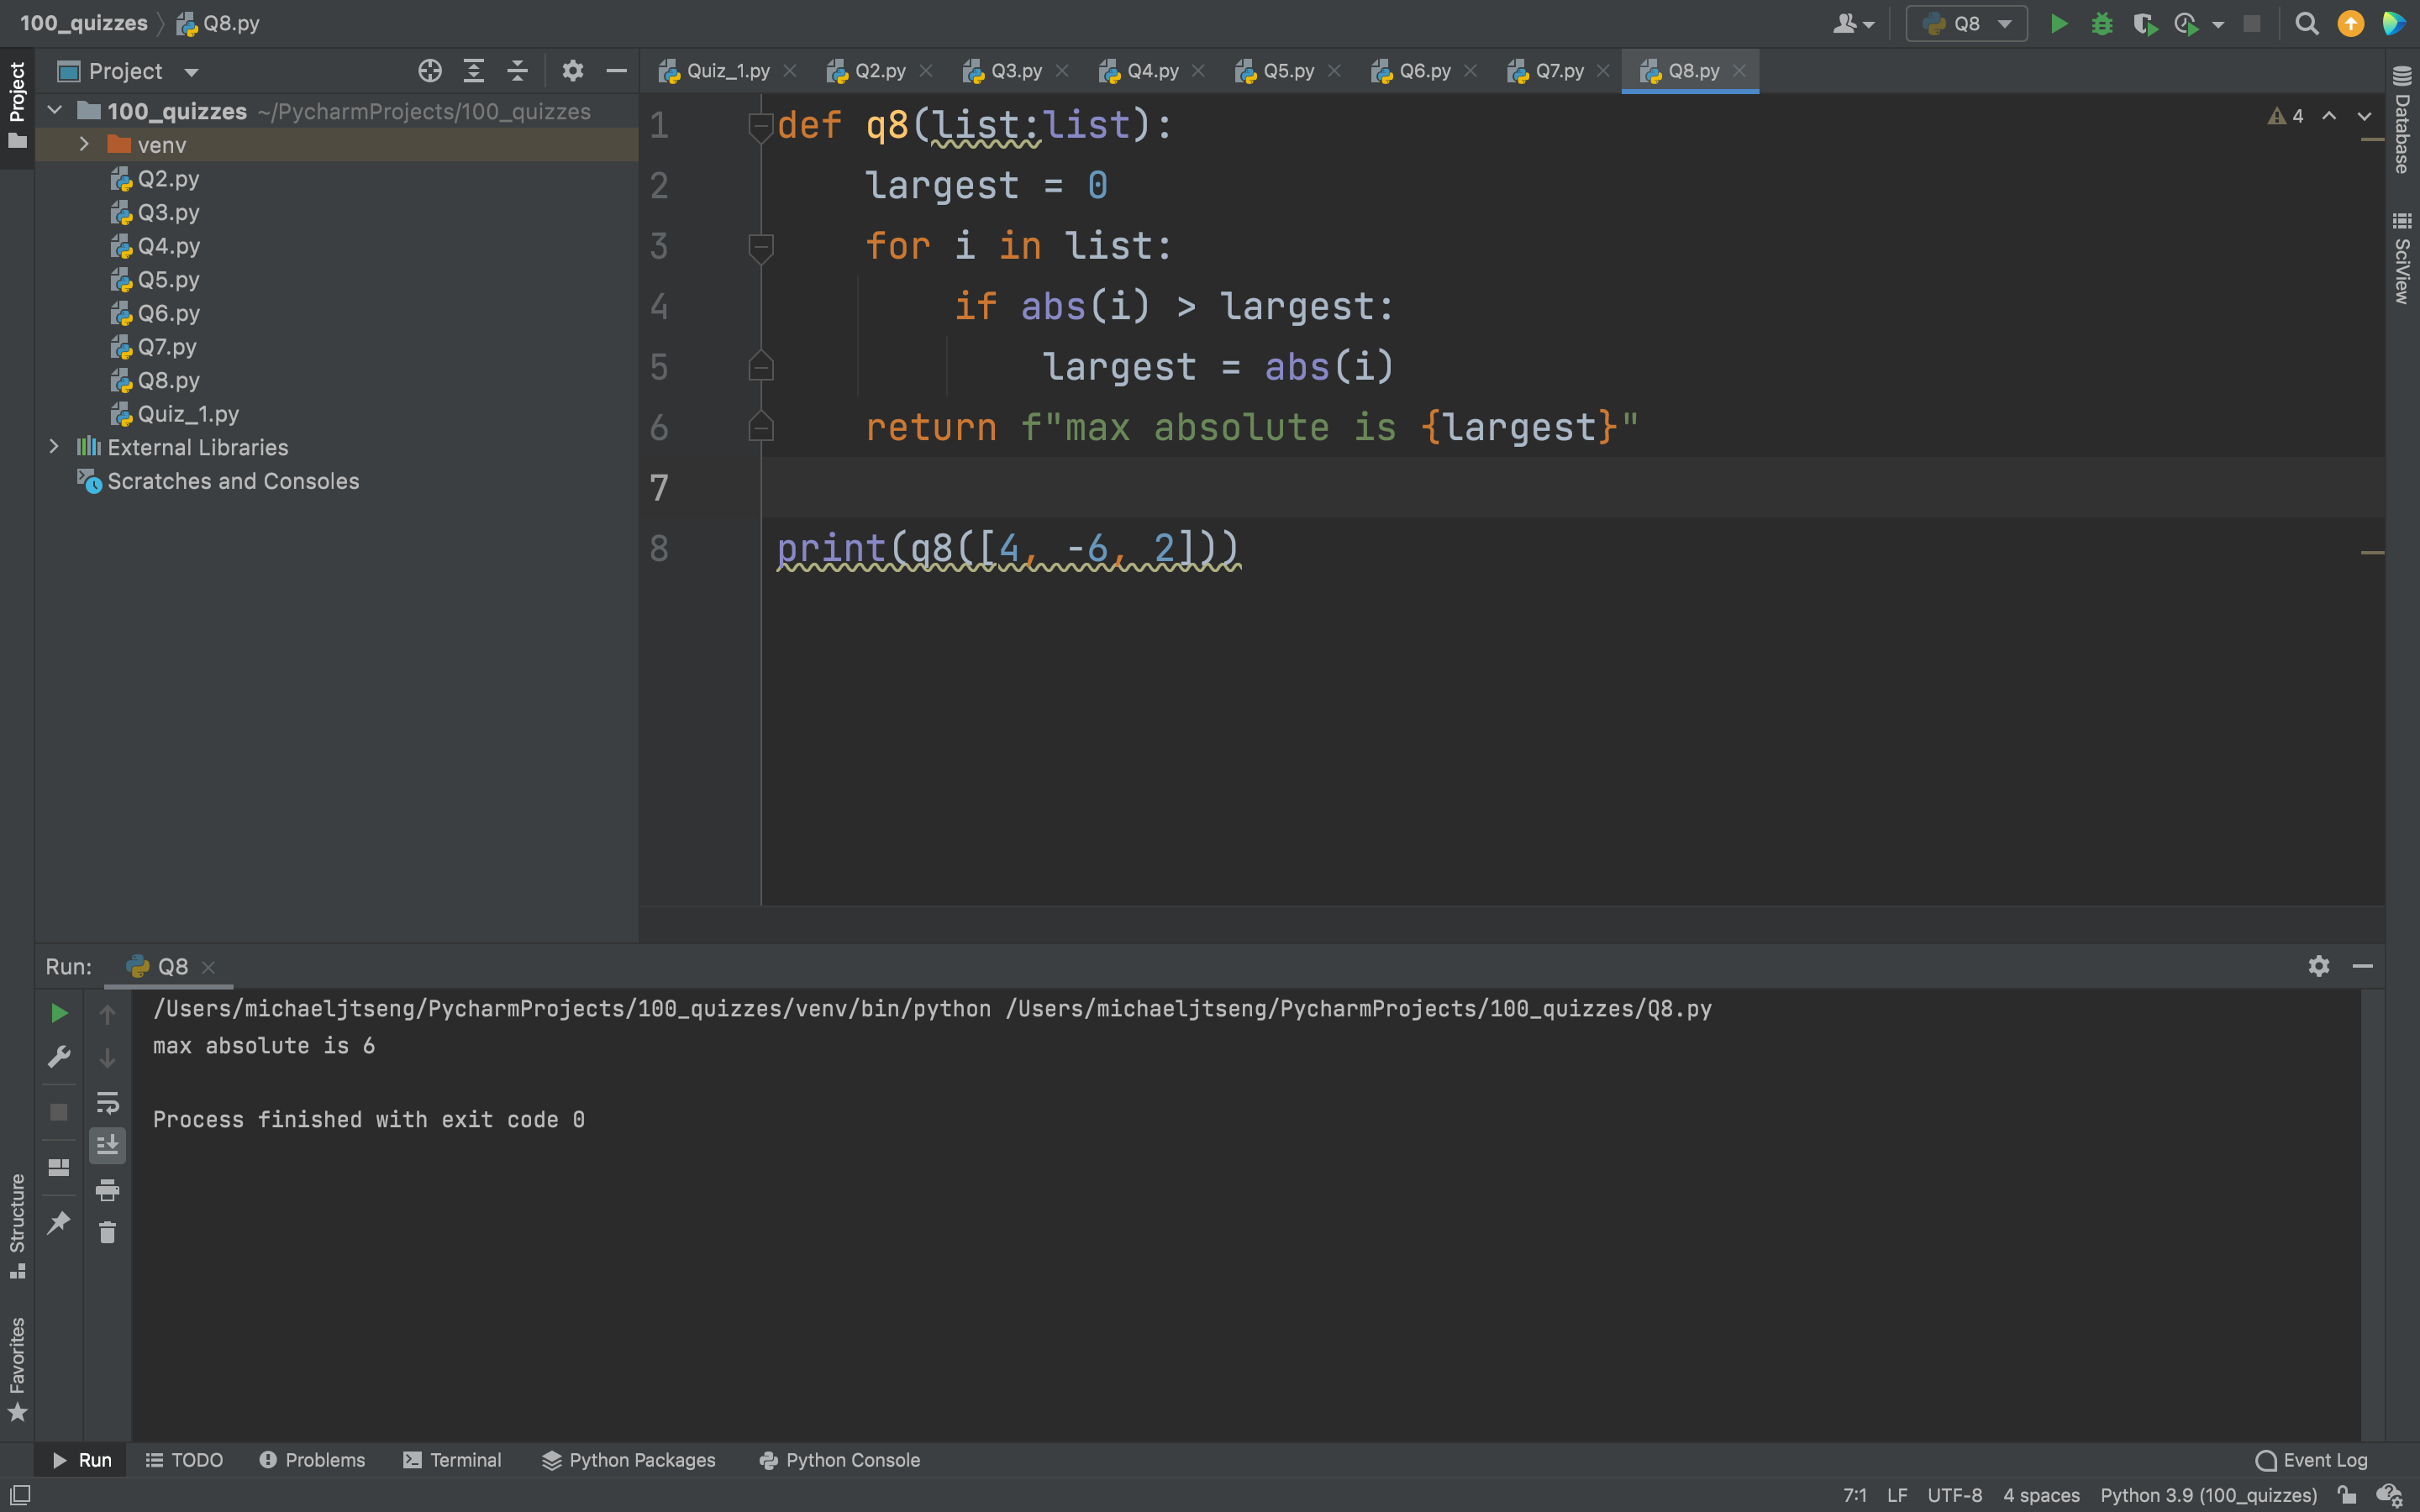 100_quizzes Q8.py
Q8
Project
Quiz_1.py Q2.py Q3.py Q4.py Q5.py Q6.py Q7.py Q8.py
Project
100_quizzes ~/PycharmProjects/100_quizzes
venv
Q2.py
Q3.py
Q4.py
Q5.py
Q6.py
Q7.py
Q8.py
Quiz_1.py
External Libraries
Scratches and Consoles
4
1 def q8(list:list):
2 largest = 0
3 for i in list:
4 if abs(i) > largest:
5 largest = abs(i)
6 return f"max absolute is {largest}"
7
8 print(q8([4, -6, 2]))
Database
SciView
Run: Q8
/Users/michaeljtseng/PycharmProjects/100_quizzes/venv/bin/python /Users/michaeljtseng/PycharmProjects/100_quizzes/Q8.py
max absolute is 6
Process finished with exit code 0
Structure
Favorites
Run TODO Problems Terminal Python Packages Python Console Event Log
7:1 LF UTF-8 4 spaces Python 3.9 (100_quizzes)